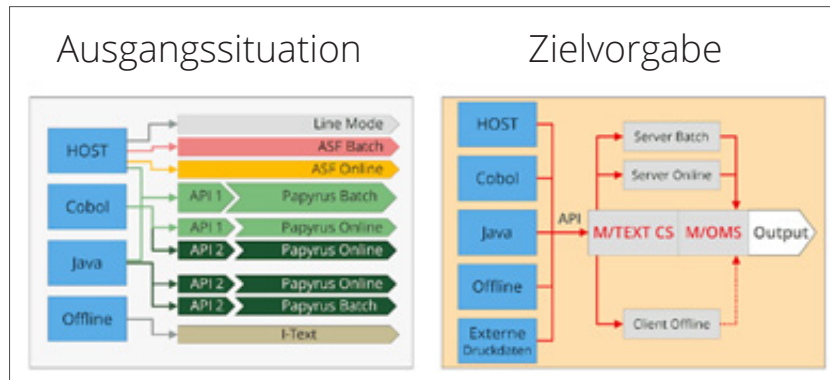 Ausgangssituation
HOST
Cobol
Java
Offline
Line Mode
ASF Batch
ASF Online
API 1 Papyrus Batch
API 1 Papyrus Online
API 2 Papyrus Online
API 2 Papyrus Online
API 2 Papyrus Batch
I-Text
Zielvorgabe
HOST
Cobol
Java
Offline
Externe
Druckdaten
API
Server Batch
Server Online
M/TEXT CS M/OMS Output
Client Offline